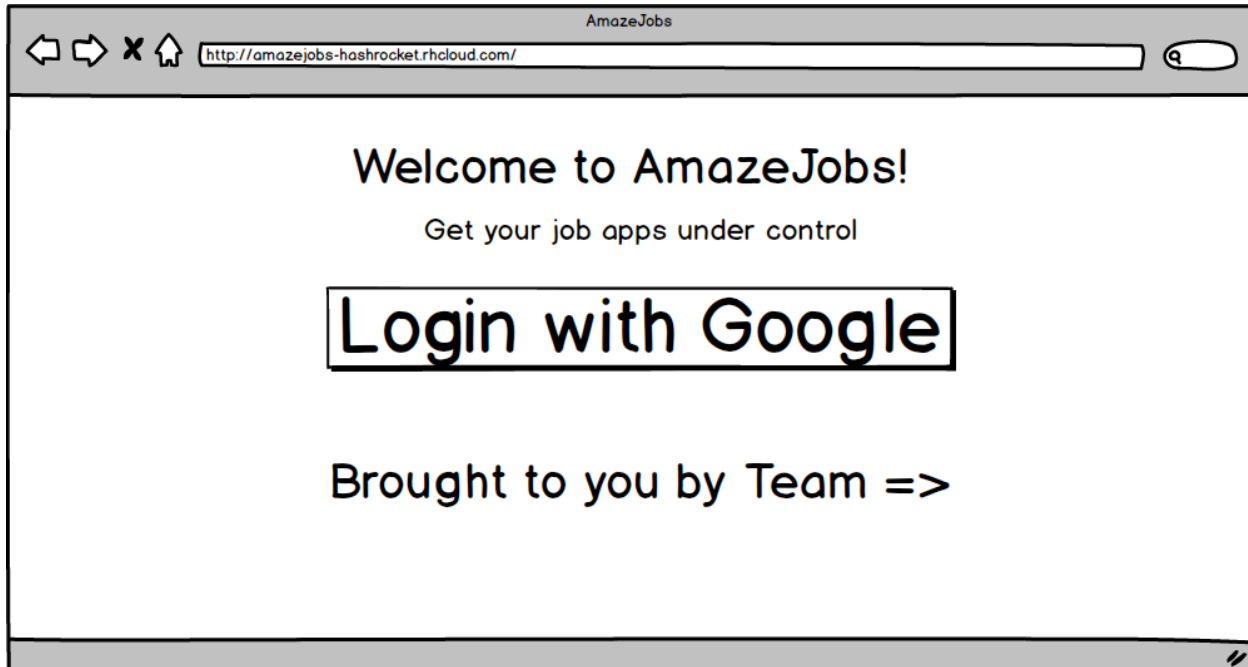 AmazeJobs
http://amazejobs-hashrocket.rhcloud.com/
Welcome to AmazeJobs!
Get your job apps under control
Login with Google
Brought to you by Team =>